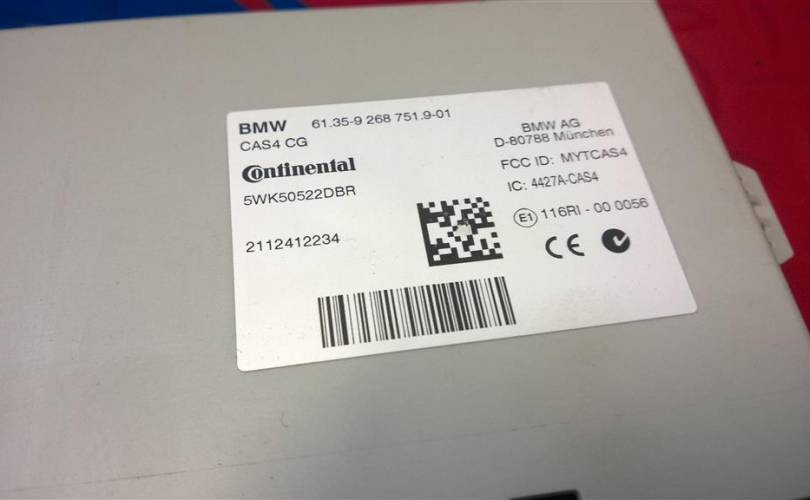 BMW 61.35-9 268 751.9-01
CAS4 CG
Continental
5WK50522DBR
2112412234
BMW AG
D-80788 München
FCC ID: MYTCAS4
IC: 4427A-CAS4
E1 116RI - 00 0056
CE